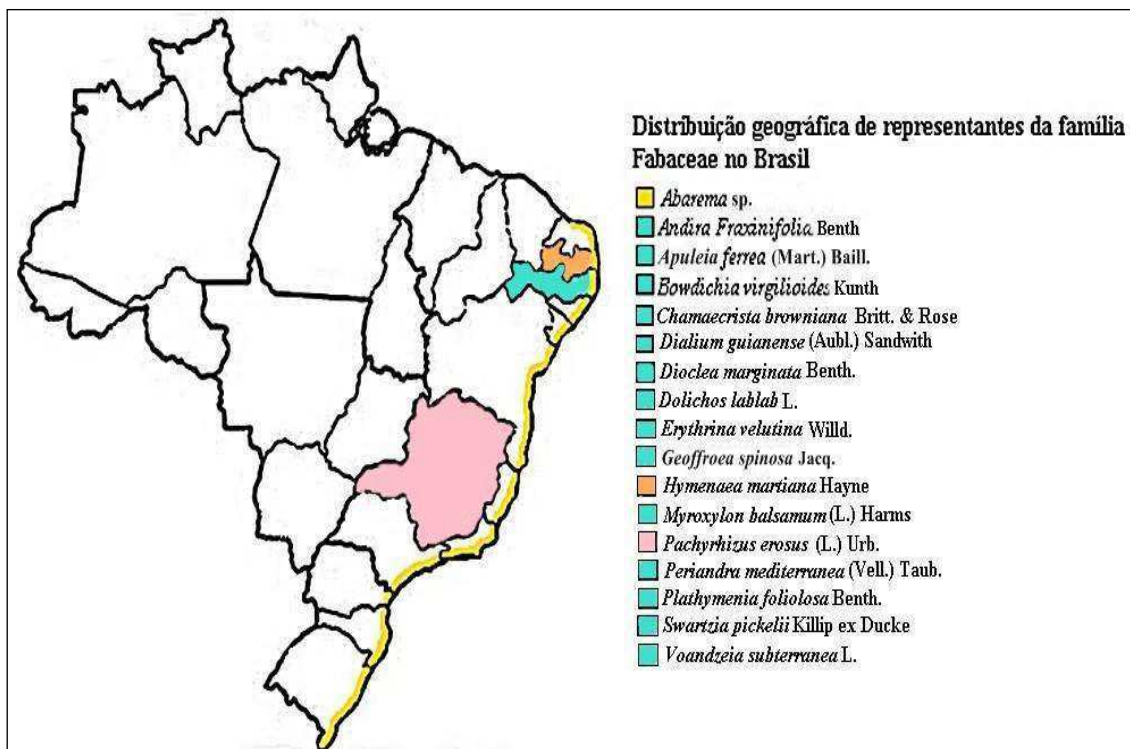 Distribuição geográfica de representantes da família
Fabaceae no Brasil
Abarema sp.
Andira Fraxinifolia Benth
Apuleia ferrea (Mart.) Baill.
Bowdichia virgilioides Kunth
Chamaecrista browniana Britt. & Rose
Dialium guianense (Aubl.) Sandwith
Dioclea marginata Benth.
Dolichos lablab L.
Erythrina velutina Willd.
Geoffroea spinosa Jacq.
Hymenaea martiana Hayne
Myroxylon balsamum (L.) Harms
Pachyrhizus erosus (L.) Urb.
Periandra mediterranea (Vell.) Taub.
Plathymenia foliolosa Benth.
Swartzia pickelii Killip ex Ducke
Voandzeia subterranea L.